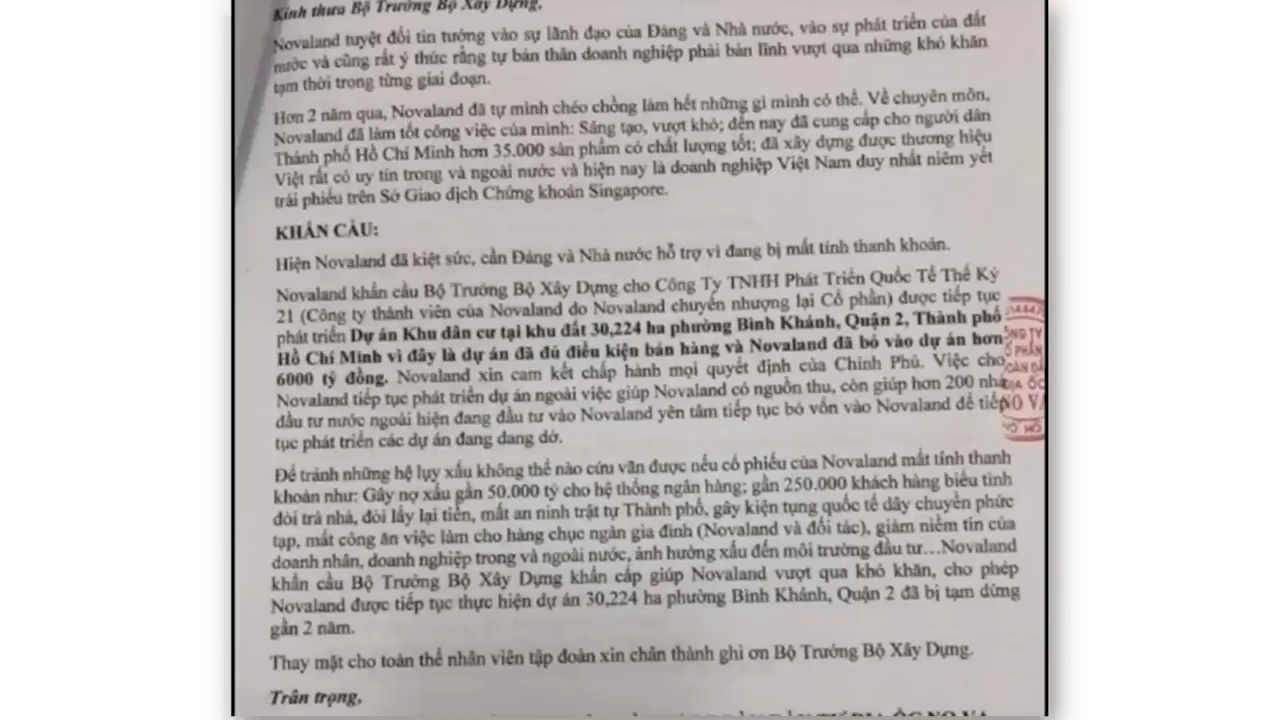 Kính thưa Bộ Trưởng Bộ Xây Dựng,
Novaland tuyệt đối tin tưởng vào sự lãnh đạo của Đảng và Nhà nước, vào sự phát triển của đất
nước và cũng rất ý thức rằng tự bản thân doanh nghiệp phải bản lĩnh vượt qua những khó khăn
tạm thời trong từng giai đoạn.
Hơn 2 năm qua, Novaland đã tự mình chèo chống làm hết những gì mình có thể. Về chuyên môn,
Novaland đã làm tốt công việc của mình: Sáng tạo, vượt khó; đến nay đã cung cấp cho người dân
Thành phố Hồ Chí Minh hơn 35.000 sản phẩm có chất lượng tốt; đã xây dựng được thương hiệu
Việt rất có uy tín trong và ngoài nước và hiện nay là doanh nghiệp Việt Nam duy nhất niêm yết
trái phiếu trên Sở Giao dịch Chứng khoán Singapore.
KHẨN CẦU:
Hiện Novaland đã kiệt sức, cần Đảng và Nhà nước hỗ trợ vì đang bị mất tính thanh khoản.
Novaland khẩn cầu Bộ Trưởng Bộ Xây Dựng cho Công Ty TNHH Phát Triển Quốc Tế Thế Kỷ
21 (Công ty thành viên của Novaland do Novaland chuyển nhượng lại Cổ phần) được tiếp tục
phát triển Dự án Khu dân cư tại khu đất 30,224 ha phường Bình Khánh, Quận 2, Thành phố
Hồ Chí Minh vì đây là dự án đã đủ điều kiện bán hàng và Novaland đã bỏ vào dự án hơn
6000 tỷ đồng. Novaland xin cam kết chấp hành mọi quyết định của Chính Phủ. Việc cho
Novaland tiếp tục phát triển dự án ngoài việc giúp Novaland có nguồn thu, còn giúp hơn 200 nhà
đầu tư nước ngoài hiện đang đầu tư vào Novaland yên tâm tiếp tục bỏ vốn vào Novaland để tiếp
tục phát triển các dự án đang dang dở.
Để tránh những hệ lụy xấu không thể nào cứu vãn được nếu cổ phiếu của Novaland mất tính thanh
khoản như: Gây nợ xấu gần 50.000 tỷ cho hệ thống ngân hàng; gần 250.000 khách hàng biểu tình
đòi trả nhà, đòi lấy lại tiền, mất an ninh trật tự Thành phố, gây kiện tụng quốc tế dây chuyền phức
tạp, mất công ăn việc làm cho hàng chục ngàn gia đình (Novaland và đối tác), giảm niềm tin của
doanh nhân, doanh nghiệp trong và ngoài nước, ảnh hưởng xấu đến môi trường đầu tư…Novaland
khẩn cầu Bộ Trưởng Bộ Xây Dựng khẩn cấp giúp Novaland vượt qua khó khăn, cho phép
Novaland được tiếp tục thực hiện dự án 30,224 ha phường Bình Khánh, Quận 2 đã bị tạm dừng
gần 2 năm.
Thay mặt cho toàn thể nhân viên tập đoàn xin chân thành ghi ơn Bộ Trưởng Bộ Xây Dựng.
Trân trọng,